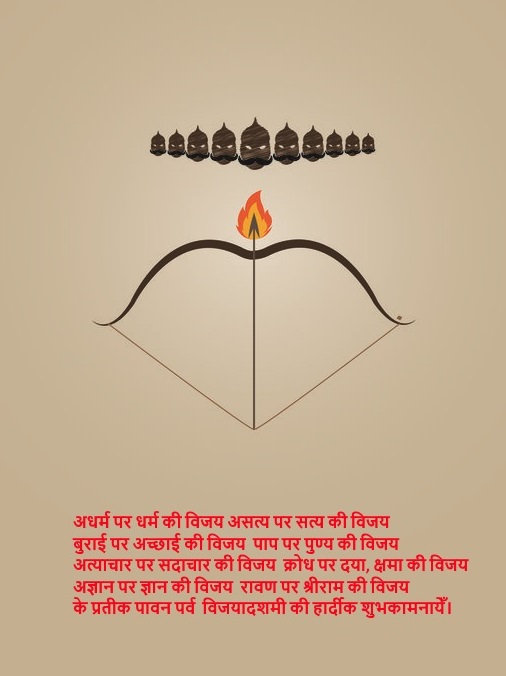 अधर्म पर धर्म की विजय असत्य पर सत्य की विजय
बुराई पर अच्छाई की विजय पाप पर पुण्य की विजय
अत्याचार पर सदाचार की विजय क्रोध पर दया, क्षमा की विजय
अज्ञान पर ज्ञान की विजय रावण पर श्रीराम की विजय
के प्रतीक पावन पर्व विजयादशमी की हार्दीक शुभकामनायेँ।